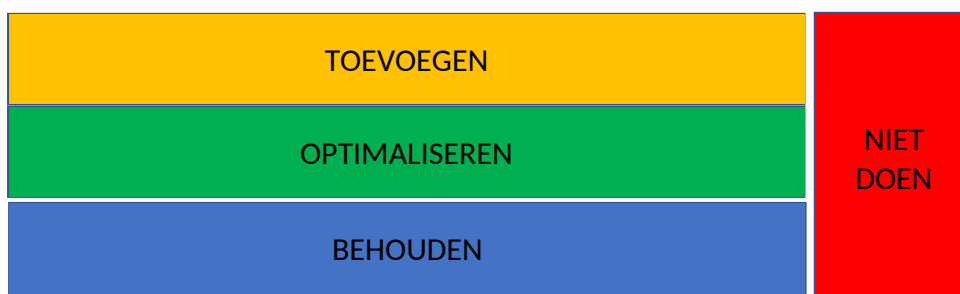 TOEVOEGEN
OPTIMALISEREN
BEHOUDEN
NIET
DOEN